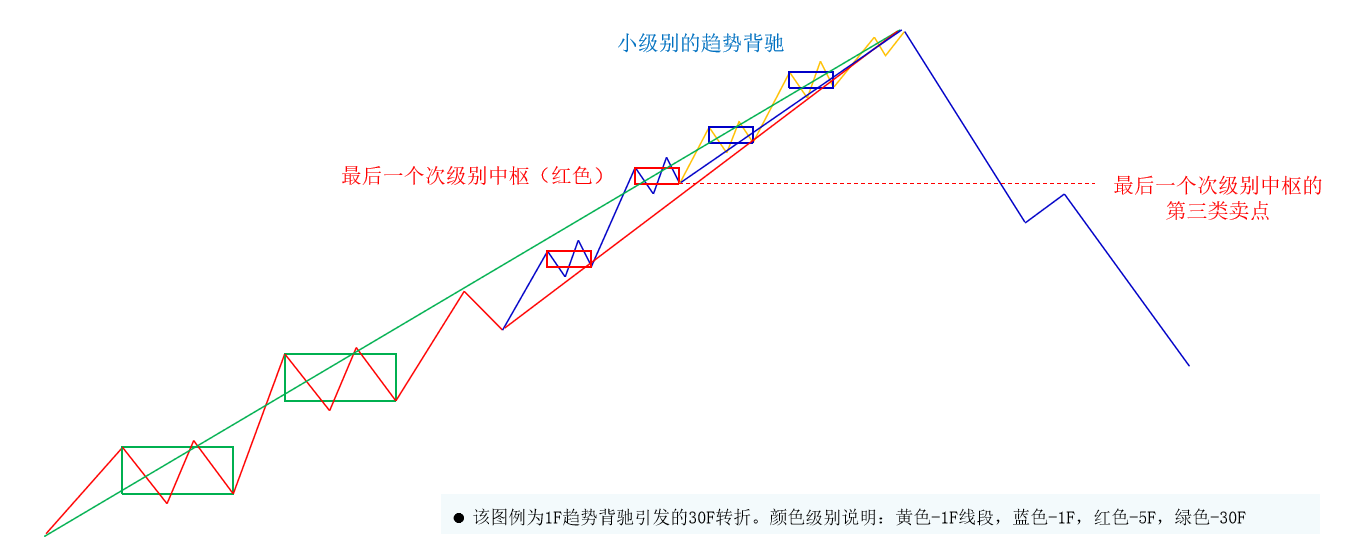 小级别的趋势背驰
最后一个次级别中枢（红色）
最后一个次级别中枢的
第三类卖点
● 该图例为1F趋势背驰引发的30F转折。颜色级别说明：黄色-1F线段，蓝色-1F，红色-5F，绿色-30F